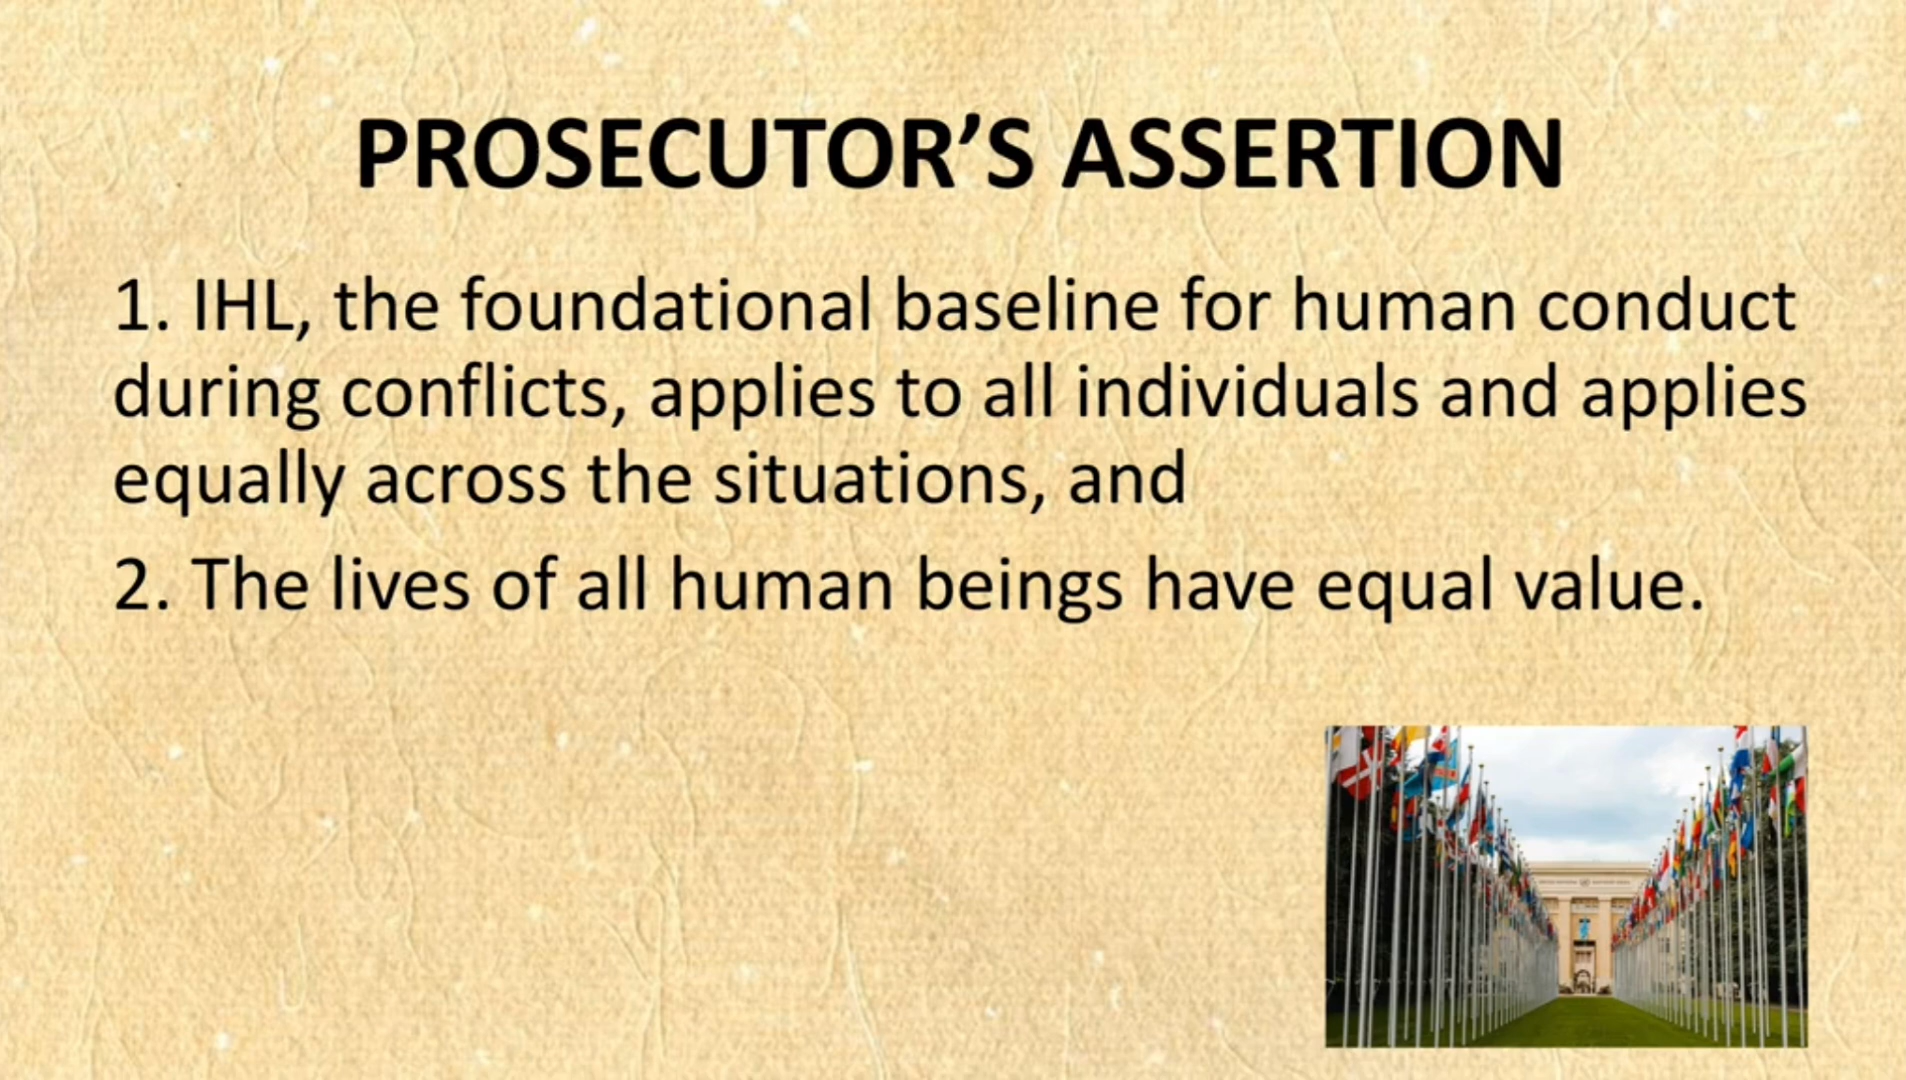 PROSECUTOR’S ASSERTION
1. IHL, the foundational baseline for human conduct
during conflicts, applies to all individuals and applies
equally across the situations, and
2. The lives of all human beings have equal value.